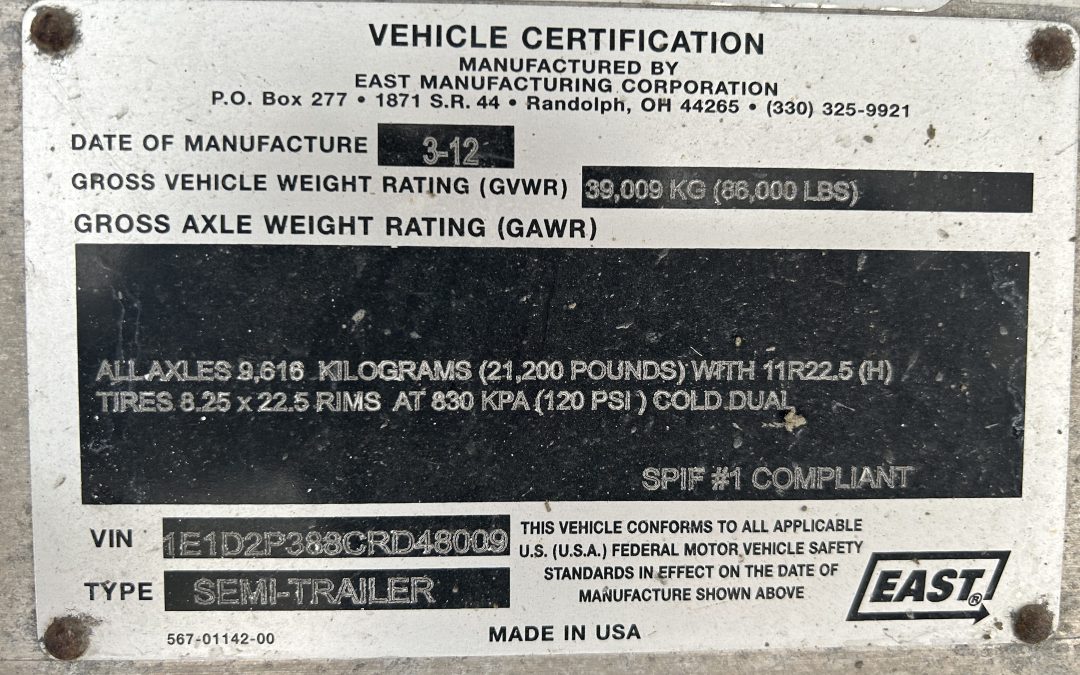 VEHICLE CERTIFICATION
MANUFACTURED BY
EAST MANUFACTURING CORPORATION
P.O. Box 277 • 1871 S.R. 44 • Randolph, OH 44265 • (330) 325-9921
DATE OF MANUFACTURE 3-12
GROSS VEHICLE WEIGHT RATING (GVWR) 39,009 KG (86,000 LBS)
GROSS AXLE WEIGHT RATING (GAWR)
ALL AXLES 9,616 KILOGRAMS (21,200 POUNDS) WITH 11R22.5 (H)
TIRES 8.25 x 22.5 RIMS AT 830 KPA (120 PSI ) COLD DUAL
SPIF #1 COMPLIANT
VIN 1E1D2P388CRD48009
TYPE SEMI-TRAILER
THIS VEHICLE CONFORMS TO ALL APPLICABLE
U.S. (U.S.A.) FEDERAL MOTOR VEHICLE SAFETY
STANDARDS IN EFFECT ON THE DATE OF
MANUFACTURE SHOWN ABOVE
EAST®
567-01142-00
MADE IN USA